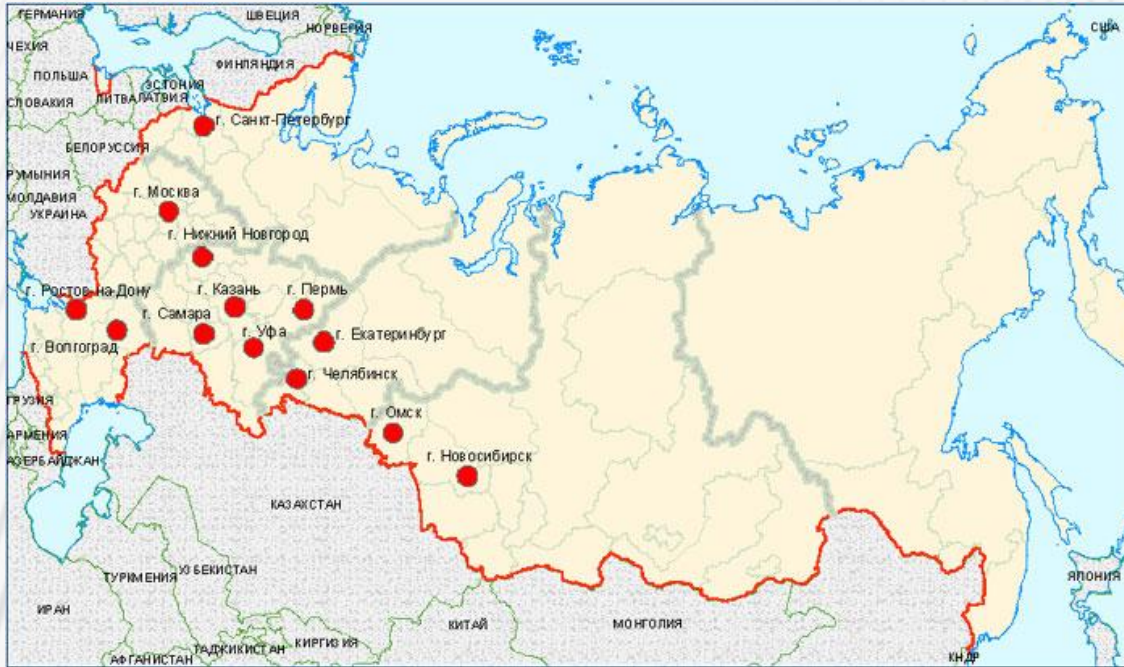 ГЕРМАНИЯ
ШВЕЦИЯ
НОРВЕГИЯ
США
ЧЕХИЯ
ФИНЛЯНДИЯ
ПОЛЬША
ЭСТОНИЯ
ЛИТВА
ЛАТВИЯ
СЛОВАКИЯ
г. Санкт-Петербург
БЕЛОРУССИЯ
РУМЫНИЯ
г. Москва
МОЛДАВИЯ
УКРАИНА
г. Нижний Новгород
г. Ростов-на-Дону
г. Казань
г. Пермь
г. Самара
г. Уфа
г. Екатеринбург
г. Волгоград
г. Челябинск
ГРУЗИЯ
г. Омск
АРМЕНИЯ
г. Новосибирск
АЗЕРБАЙДЖАН
КАЗАХСТАН
УЗБЕКИСТАН
ТУРКМЕНИЯ
ЯПОНИЯ
ИРАН
КИТАЙ
МОНГОЛИЯ
КИРГИЗИЯ
ТАДЖИКИСТАН
АФГАНИСТАН
КНДР